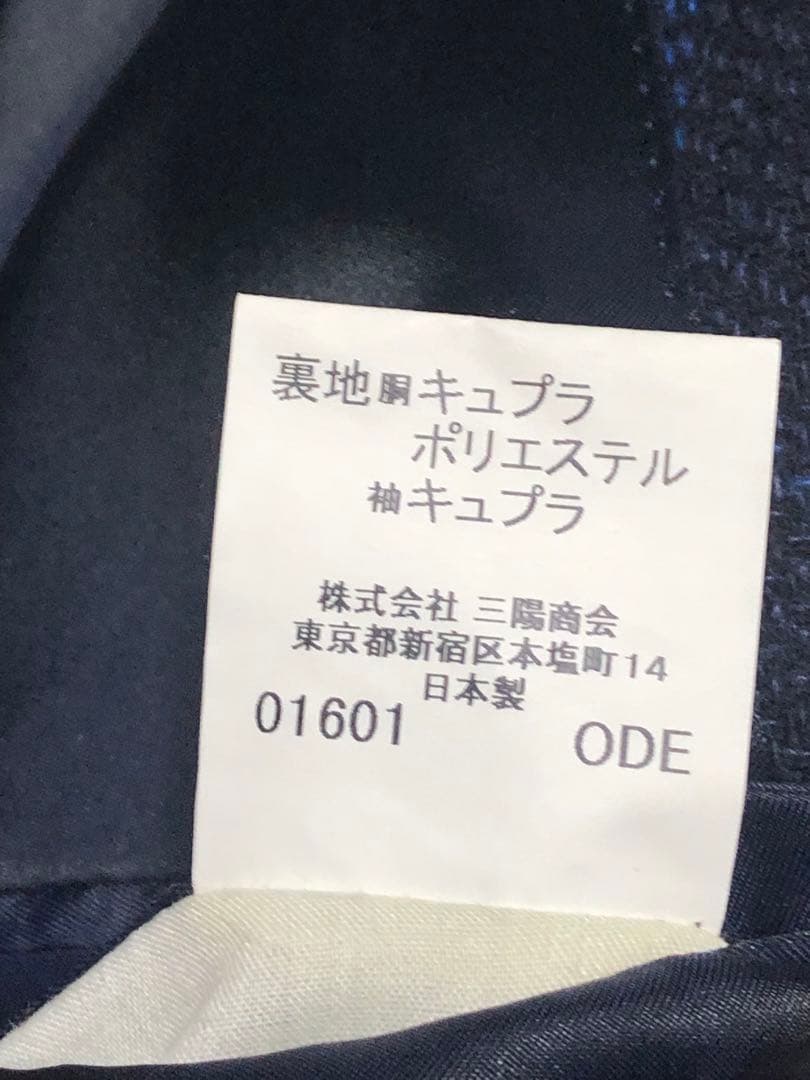 裏地胴キュプラ
ポリエステル
袖キュプラ
株式会社 三陽商会
東京都新宿区本塩町14
日本製
01601 ODE